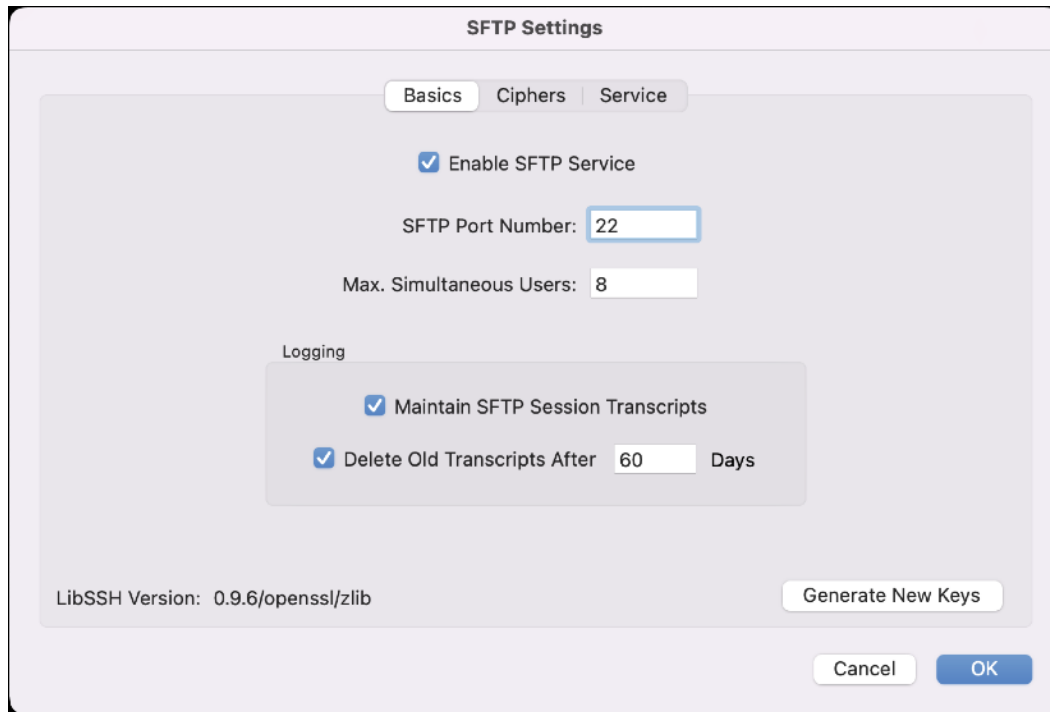 SFTP Settings
Basics Ciphers Service
Enable SFTP Service
SFTP Port Number: 22
Max. Simultaneous Users: 8
Logging
Maintain SFTP Session Transcripts
Delete Old Transcripts After 60 Days
LibSSH Version: 0.9.6/openssl/zlib
Generate New Keys
Cancel OK